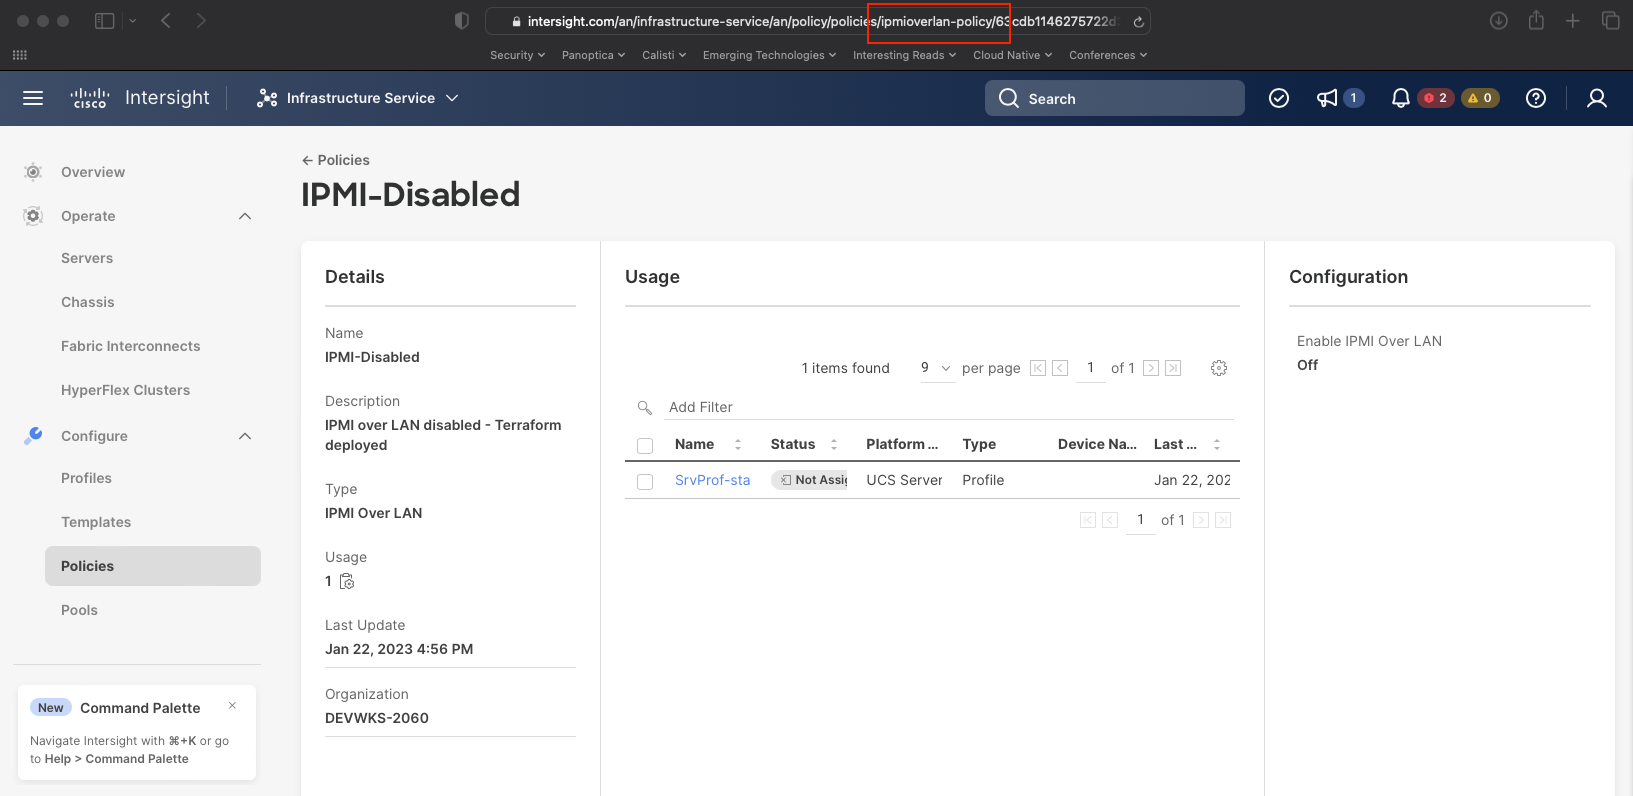 intersight.com/an/infrastructure-service/an/policy/policies/ipmioverlan-policy/63cdb1146275722d
Security Panoptica Calisti Emerging Technologies Interesting Reads Cloud Native Conferences
CISCO Intersight Infrastructure Service Search 1 2 0
Overview
Operate
Servers
Chassis
Fabric Interconnects
HyperFlex Clusters
Configure
Profiles
Templates
Policies
Pools
New Command Palette
Navigate Intersight with ⌘+K or go
to Help > Command Palette
← Policies
IPMI-Disabled
Details
Name
IPMI-Disabled
Description
IPMI over LAN disabled - Terraform
deployed
Type
IPMI Over LAN
Usage
1
Last Update
Jan 22, 2023 4:56 PM
Organization
DEVWKS-2060
Usage
1 items found 9 per page 1 of 1
Add Filter
Name Status Platform ... Type Device Na... Last ...
SrvProf-sta Not Assig UCS Server Profile Jan 22, 202
1 of 1
Configuration
Enable IPMI Over LAN
Off